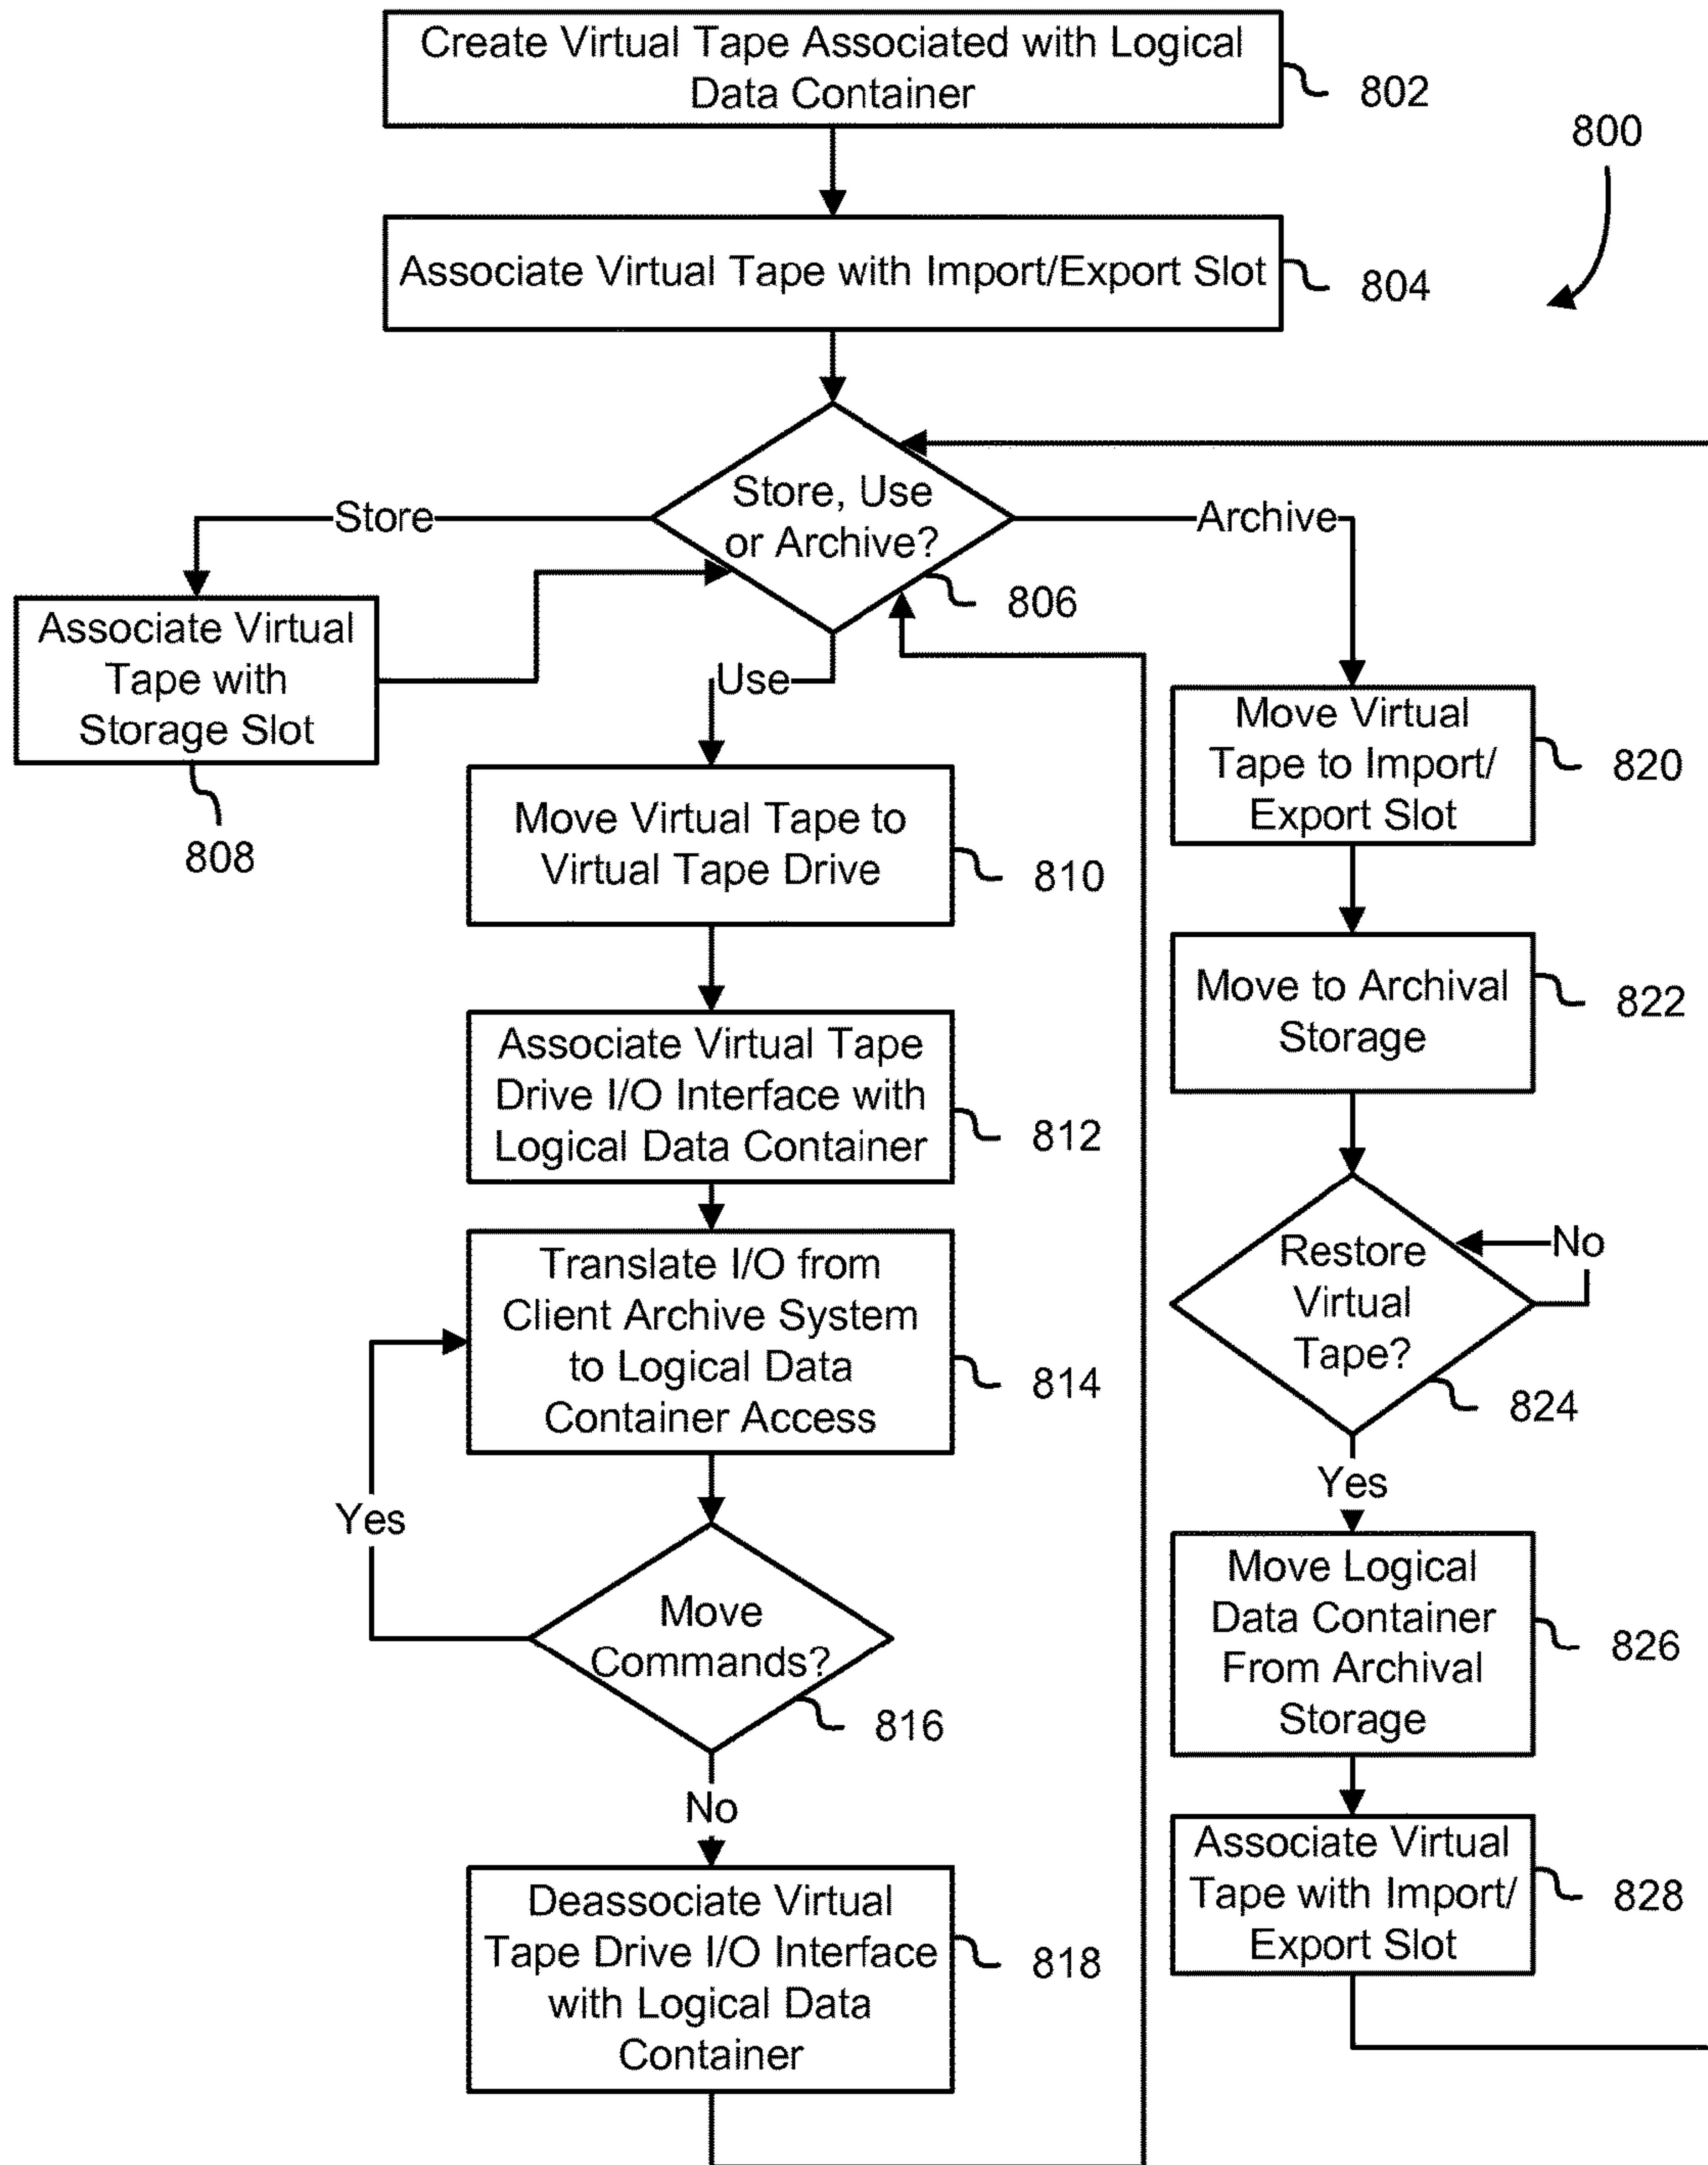 Create Virtual Tape Associated with Logical
Data Container
802
800
Associate Virtual Tape with Import/Export Slot
804
Store, Use
or Archive?
806
Store
Archive
Use
Associate Virtual
Tape with
Storage Slot
808
Move Virtual Tape to
Virtual Tape Drive
810
Associate Virtual Tape
Drive I/O Interface with
Logical Data Container
812
Translate I/O from
Client Archive System
to Logical Data
Container Access
814
Yes
Move
Commands?
816
No
Deassociate Virtual
Tape Drive I/O Interface
with Logical Data
Container
818
Move Virtual
Tape to Import/
Export Slot
820
Move to Archival
Storage
822
Restore
Virtual
Tape?
824
No
Yes
Move Logical
Data Container
From Archival
Storage
826
Associate Virtual
Tape with Import/
Export Slot
828